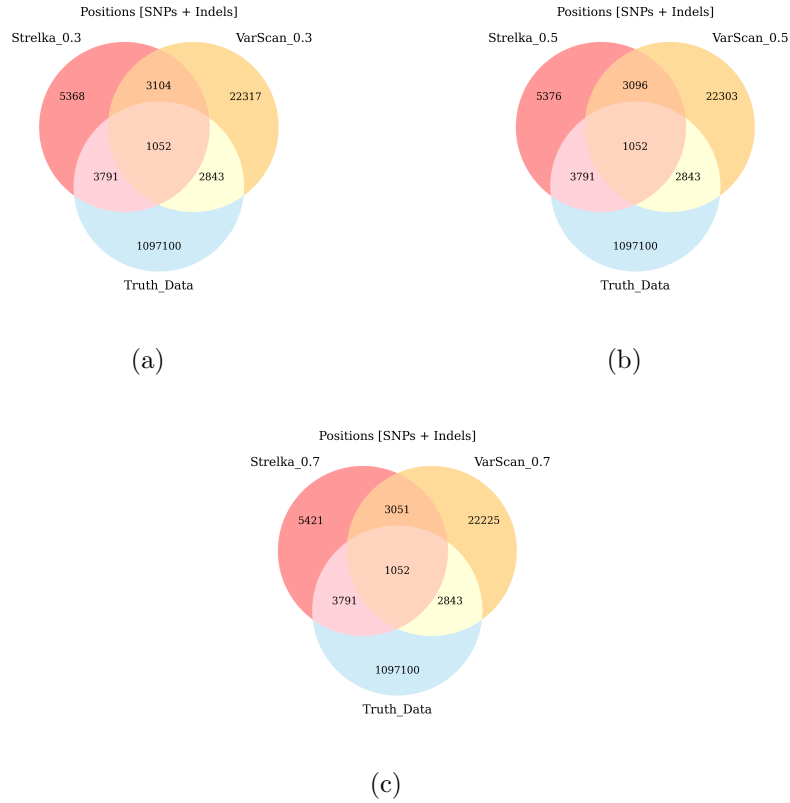 Positions [SNPs + Indels]
Strelka_0.3
VarScan_0.3
3104
5368
22317
1052
3791
2843
1097100
Truth_Data
(a)
Positions [SNPs + Indels]
Strelka_0.5
VarScan_0.5
3096
5376
22303
1052
3791
2843
1097100
Truth_Data
(b)
Positions [SNPs + Indels]
Strelka_0.7
VarScan_0.7
3051
5421
22225
1052
3791
2843
1097100
Truth_Data
(c)